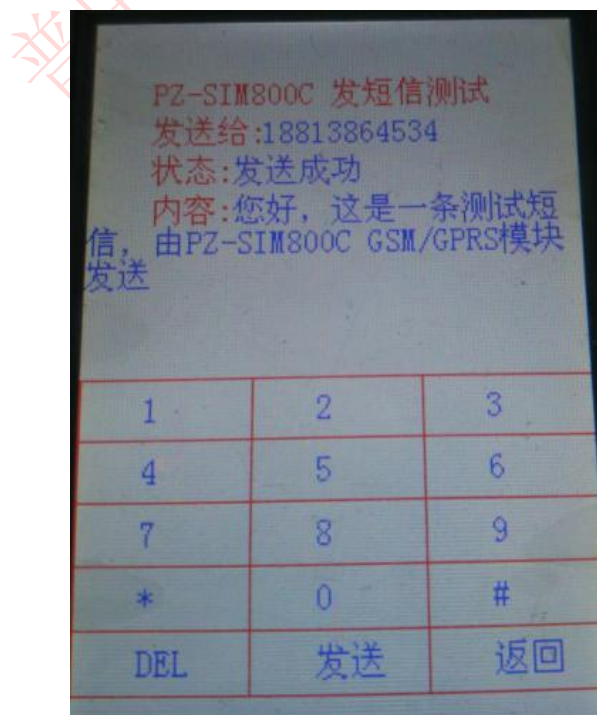 PZ-SIM800C 发短信测试
发送给:18813864534
状态:发送成功
内容:您好，这是一条测试短
信，由PZ-SIM800C GSM/GPRS模块
发送
1 2 3
4 5 6
7 8 9
* 0 #
DEL 发送 返回